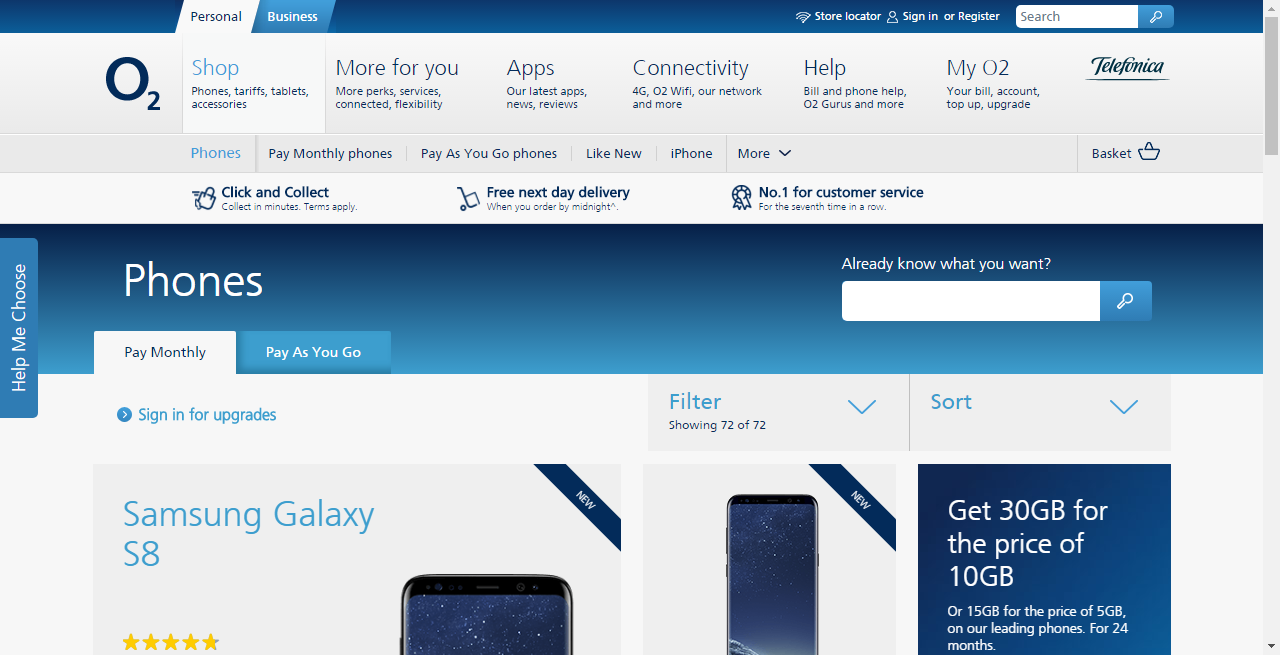 Personal
Business
Store locator
Sign in or Register
Search
O2
Shop
Phones, tariffs, tablets,
accessories
More for you
More perks, services,
connected, flexibility
Apps
Our latest apps,
news, reviews
Connectivity
4G, O2 Wifi, our network
and more
Help
Bill and phone help,
O2 Gurus and more
My O2
Your bill, account,
top up, upgrade
Telefónica
Phones
Pay Monthly phones
Pay As You Go phones
Like New
iPhone
More
Basket
Click and Collect
Collect in minutes. Terms apply.
Free next day delivery
When you order by midnight^.
No.1 for customer service
For the seventh time in a row.
Help Me Choose
Phones
Already know what you want?
Pay Monthly
Pay As You Go
Sign in for upgrades
Filter
Showing 72 of 72
Sort
Samsung Galaxy
S8
NEW
NEW
Get 30GB for
the price of
10GB
Or 15GB for the price of 5GB,
on our leading phones. For 24
months.